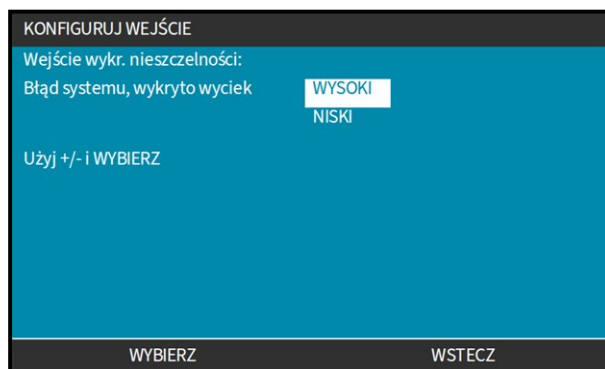 KONFIGURUJ WEJŚCIE
Wejście wykr. nieszczelności:
Błąd systemu, wykryto wyciek WYSOKI
NISKI
Użyj +/- i WYBIERZ
WYBIERZ WSTECZ